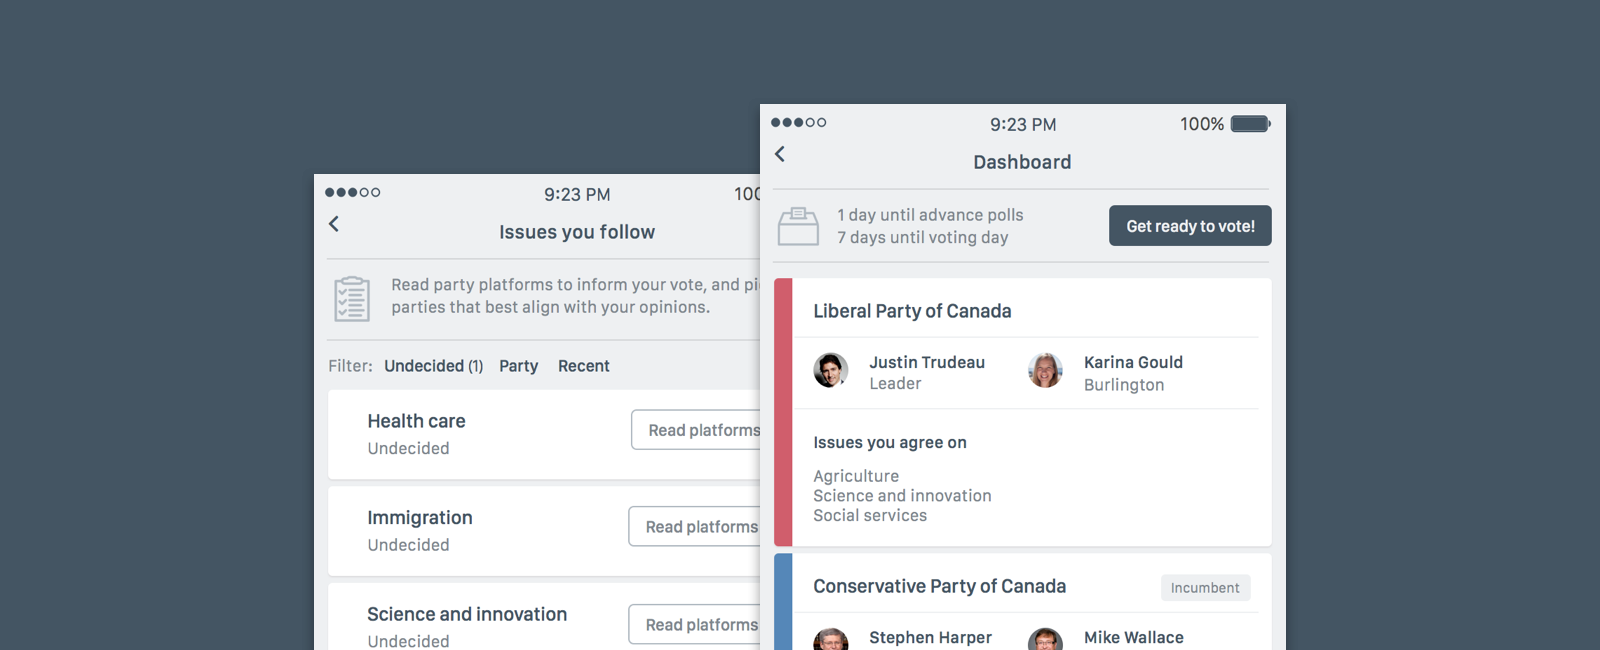 9:23 PM
Issues you follow
Read party platforms to inform your vote, and
parties that best align with your opinions.
Filter: Undecided (1) Party Recent
Health care
Undecided
Read platforms
Immigration
Undecided
Read platforms
Science and innovation
Undecided
Read platforms
9:23 PM 100%
Dashboard
1 day until advance polls
7 days until voting day
Get ready to vote!
Liberal Party of Canada
Justin Trudeau
Leader
Karina Gould
Burlington
Issues you agree on
Agriculture
Science and innovation
Social services
Conservative Party of Canada
Incumbent
Stephen Harper
Mike Wallace